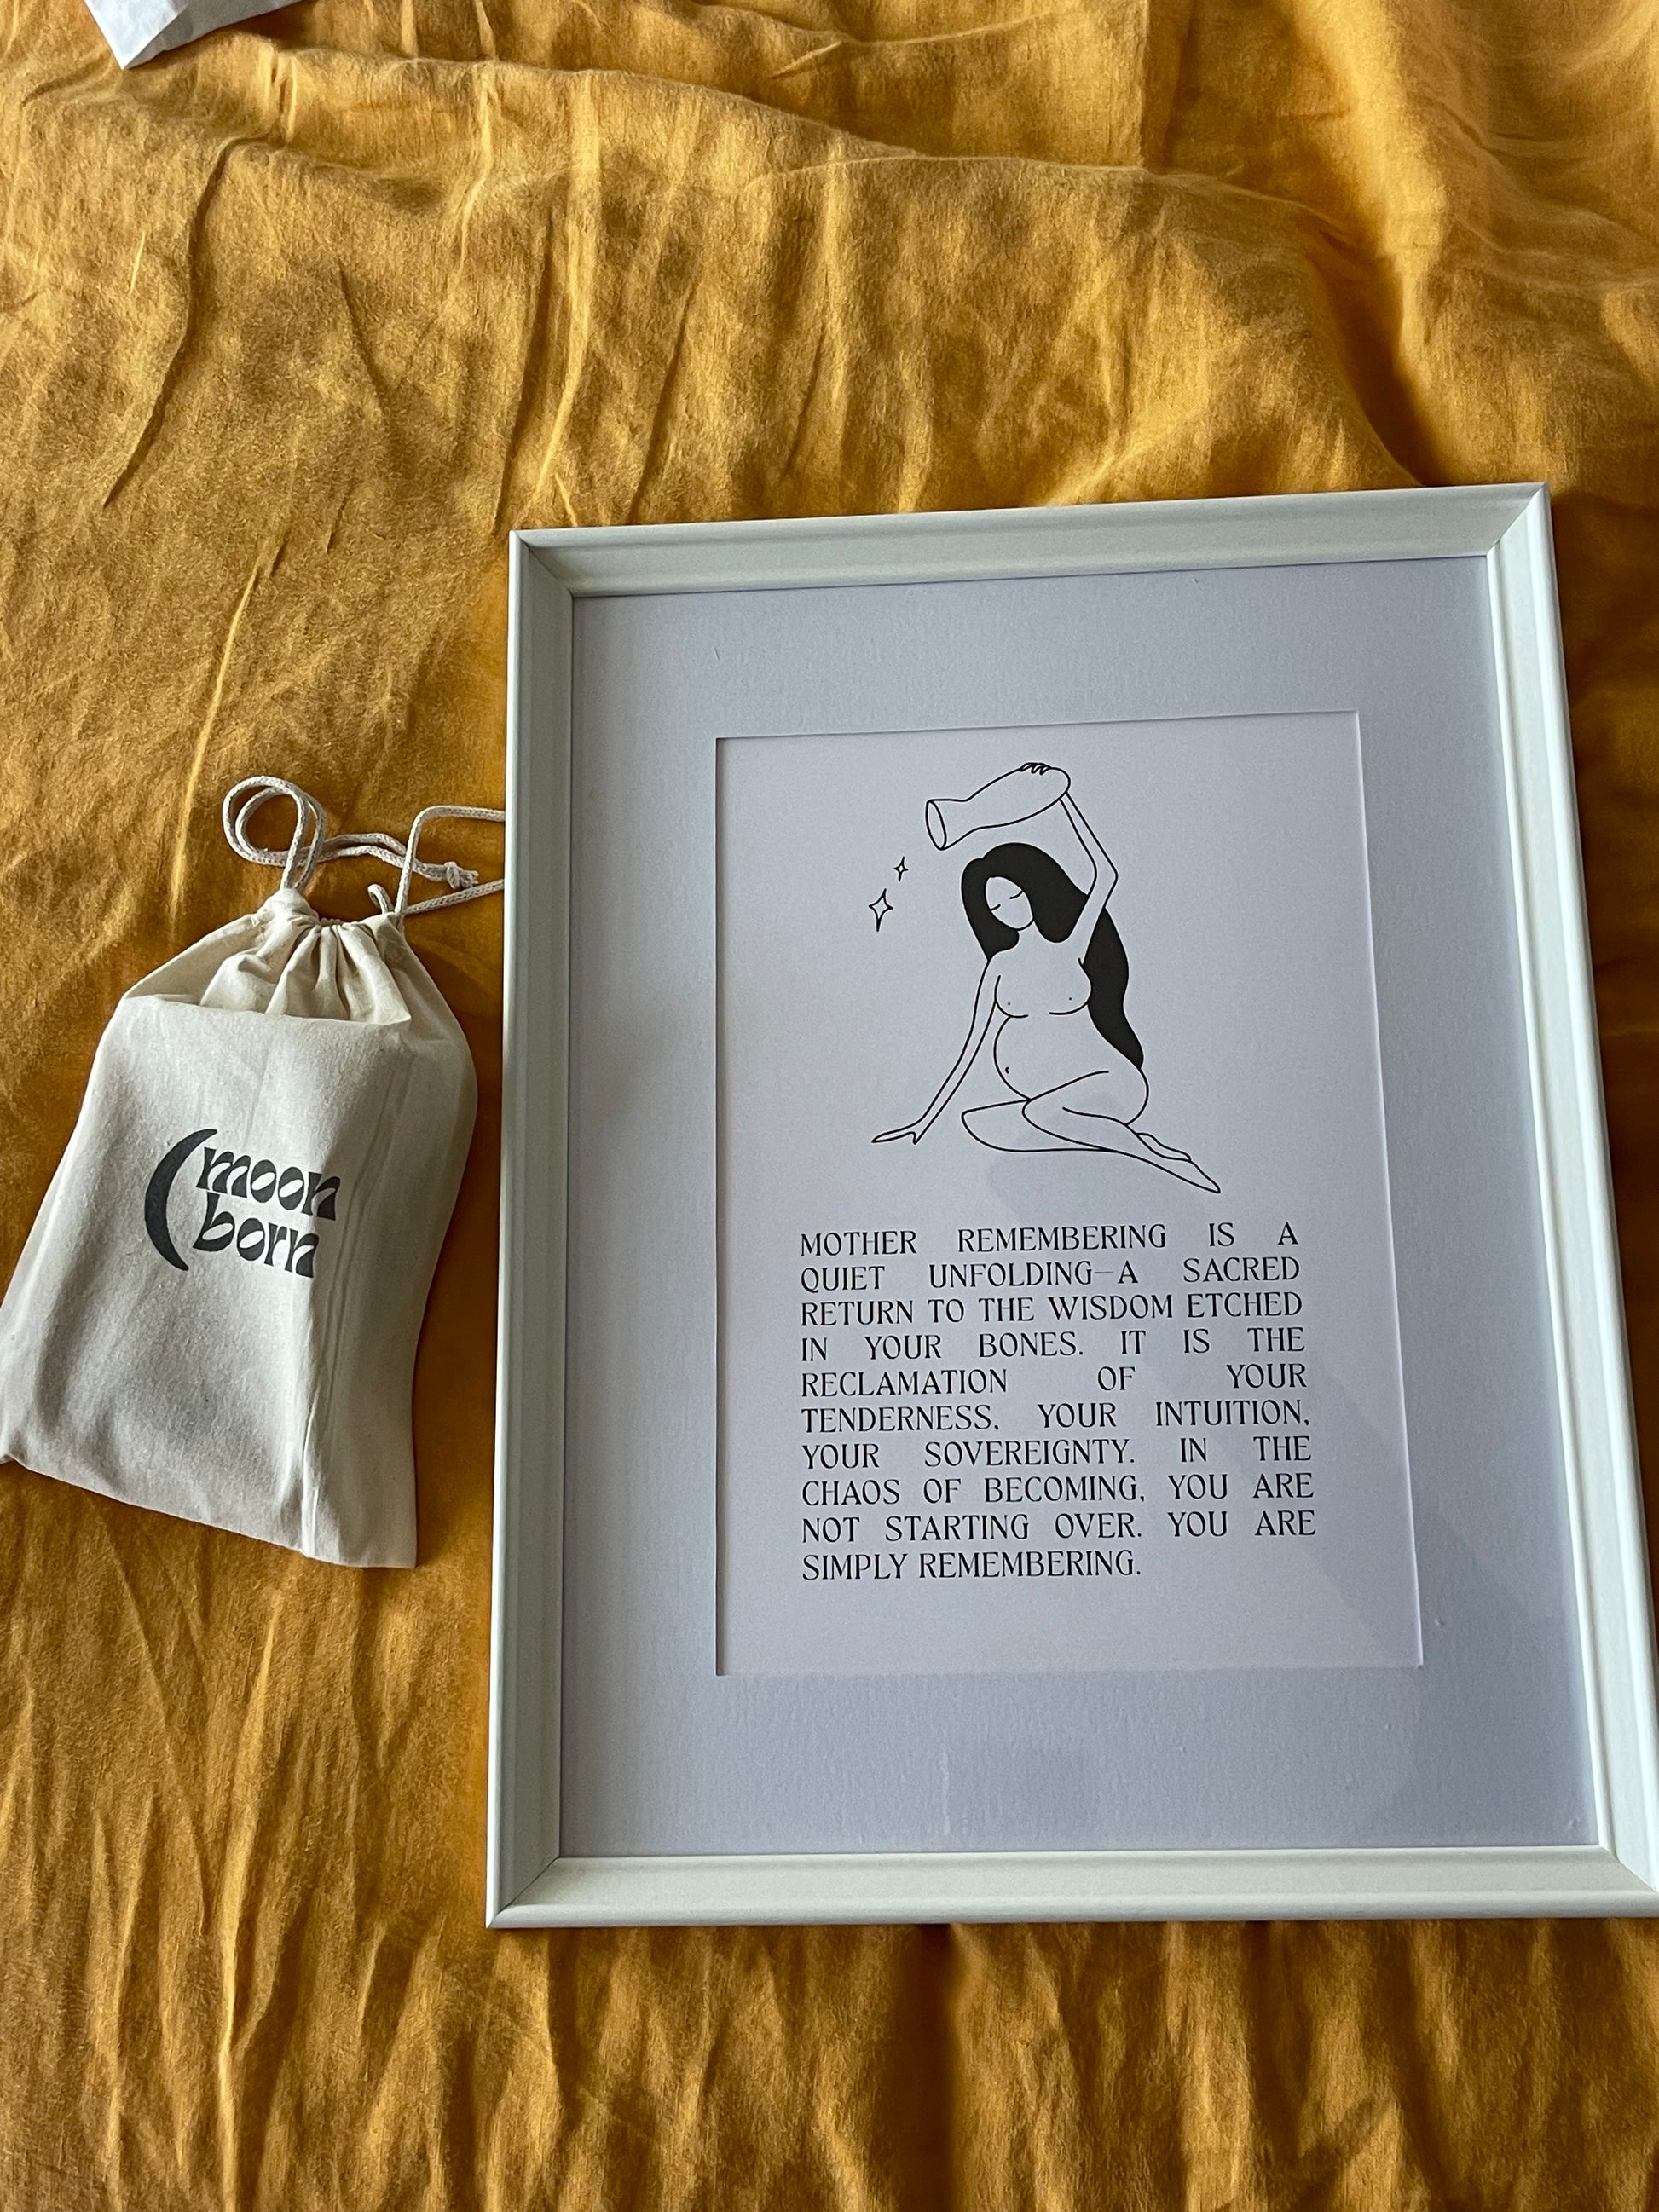 moon
born
MOTHER REMEMBERING IS A
QUIET UNFOLDING—A SACRED
RETURN TO THE WISDOM ETCHED
IN YOUR BONES. IT IS THE
RECLAMATION OF YOUR
TENDERNESS, YOUR INTUITION,
YOUR SOVEREIGNTY. IN THE
CHAOS OF BECOMING, YOU ARE
NOT STARTING OVER. YOU ARE
SIMPLY REMEMBERING.